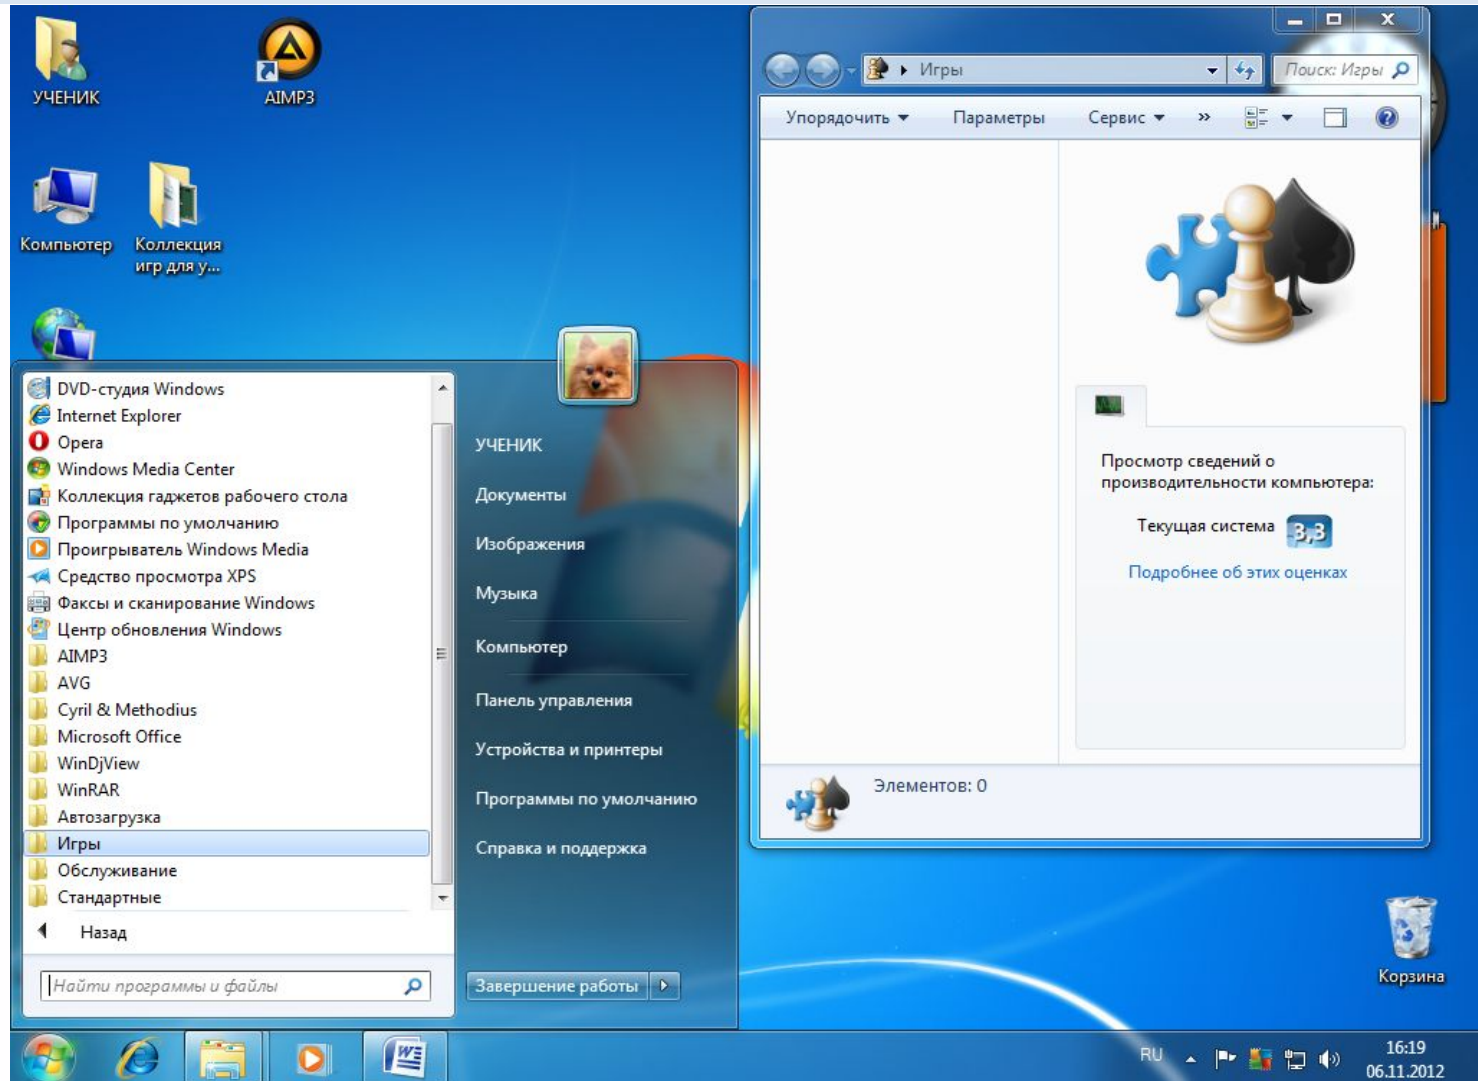 УЧЕНИК
AIMP3
Компьютер
Коллекция
игр для у...
DVD-студия Windows
Internet Explorer
Opera
Windows Media Center
Коллекция гаджетов рабочего стола
Программы по умолчанию
Проигрыватель Windows Media
Средство просмотра XPS
Факсы и сканирование Windows
Центр обновления Windows
AIMP3
AVG
Cyril & Methodius
Microsoft Office
WinDjView
WinRAR
Автозагрузка
Игры
Обслуживание
Стандартные
Назад
Найти программы и файлы
УЧЕНИК
Документы
Изображения
Музыка
Компьютер
Панель управления
Устройства и принтеры
Программы по умолчанию
Справка и поддержка
Завершение работы
Игры
Поиск: Игры
Упорядочить Параметры Сервис »
Просмотр сведений о
производительности компьютера:
Текущая система 3,3
Подробнее об этих оценках
Элементов: 0
Корзина
RU
16:19
06.11.2012